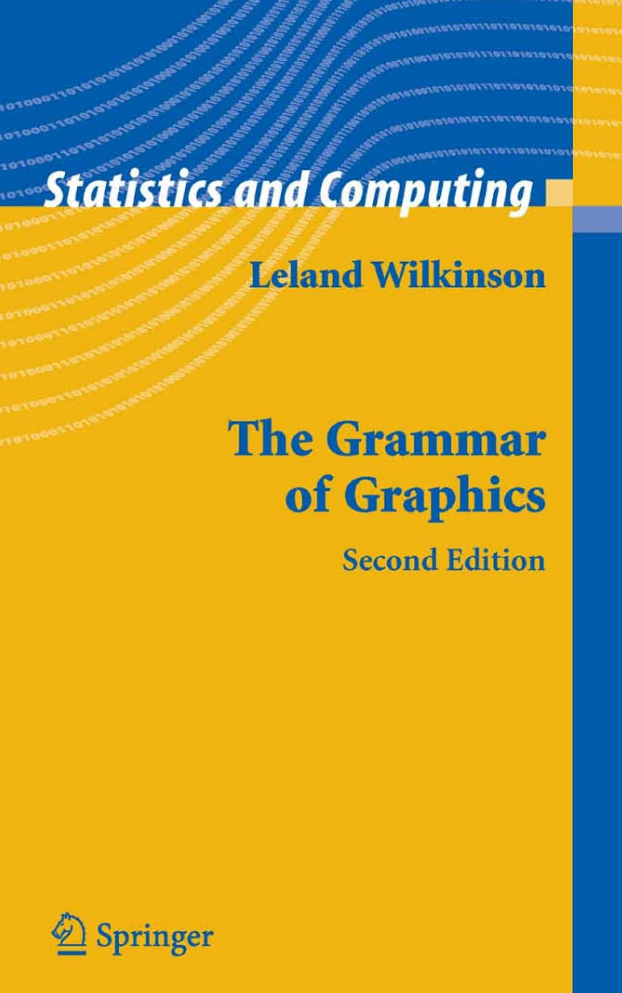 Statistics and Computing
Leland Wilkinson
The Grammar
of Graphics
Second Edition
Springer